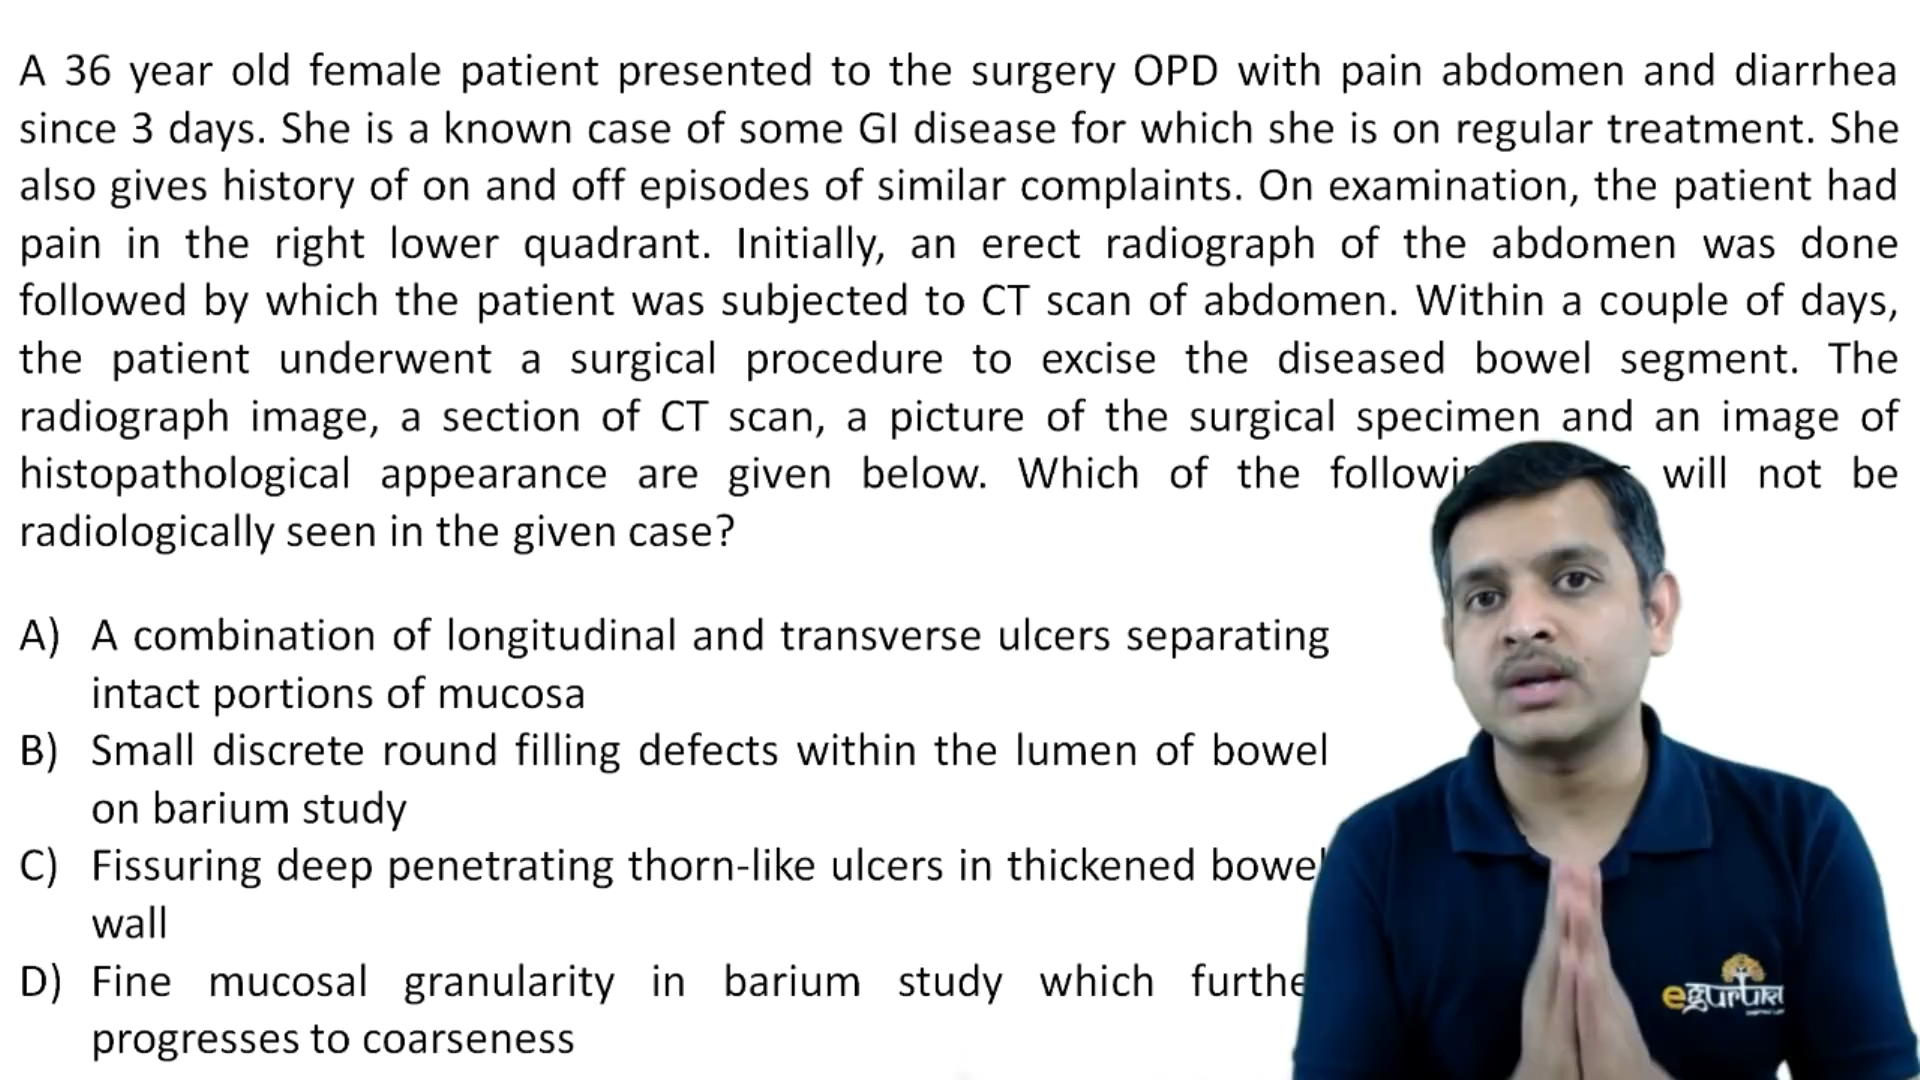 A 36 year old female patient presented to the surgery OPD with pain abdomen and diarrhea
since 3 days. She is a known case of some GI disease for which she is on regular treatment. She
also gives history of on and off episodes of similar complaints. On examination, the patient had
pain in the right lower quadrant. Initially, an erect radiograph of the abdomen was done
followed by which the patient was subjected to CT scan of abdomen. Within a couple of days,
the patient underwent a surgical procedure to excise the diseased bowel segment. The
radiograph image, a section of CT scan, a picture of the surgical specimen and an image of
histopathological appearance are given below. Which of the will not be
radiologically seen in the given case?
A) A combination of longitudinal and transverse ulcers separating
intact portions of mucosa
B) Small discrete round filling defects within the lumen of bowel
on barium study
C) Fissuring deep penetrating thorn-like ulcers in thickened bowel
wall
D) Fine mucosal granularity in barium study which
progresses to coarseness